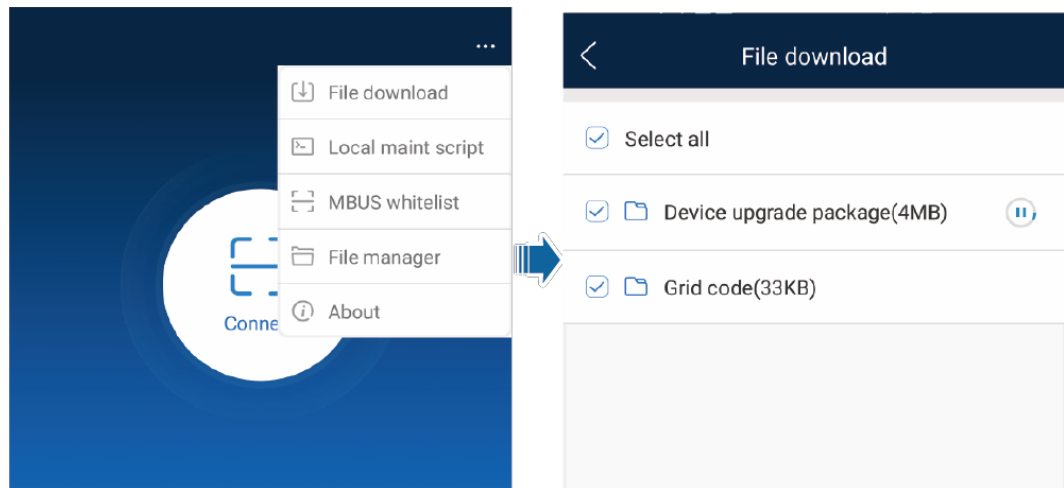 File download
Local maint script
MBUS whitelist
File manager
About
Conne
File download
Select all
Device upgrade package(4MB)
Grid code(33KB)